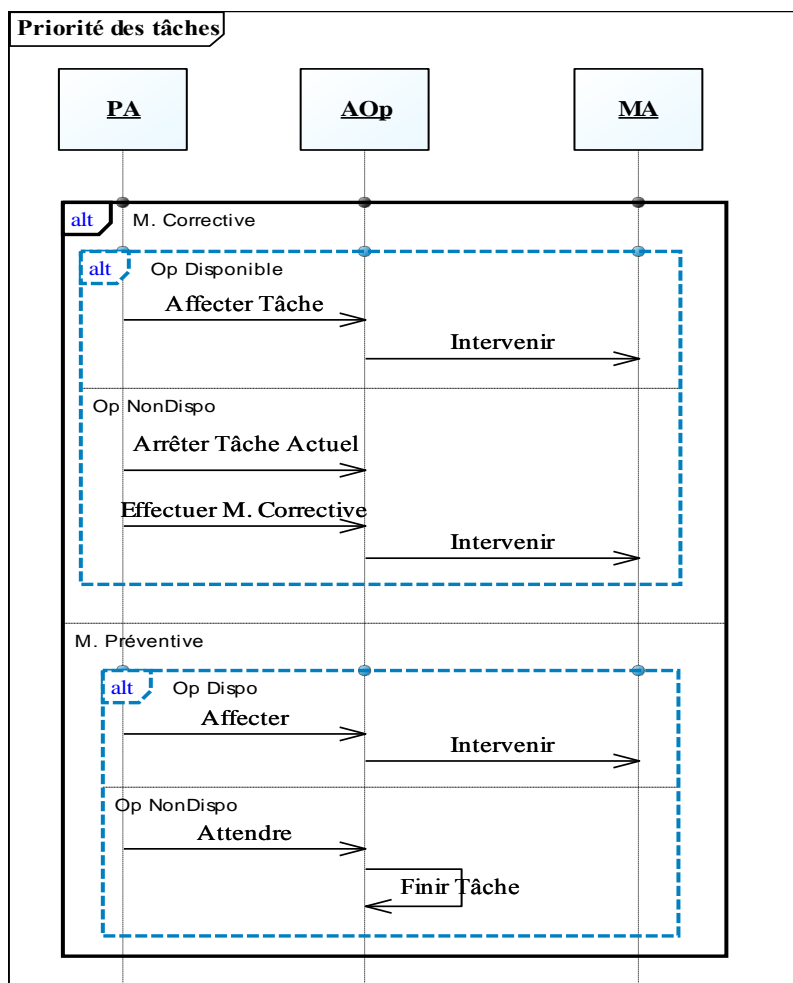 Priorité des tâches
PA
AOp
MA
alt
M. Corrective
alt
Op Disponible
Affecter Tâche
Intervenir
Op NonDispo
Arrêter Tâche Actuel
Effectuer M. Corrective
Intervenir
M. Préventive
alt
Op Dispo
Affecter
Intervenir
Op NonDispo
Attendre
Finir Tâche